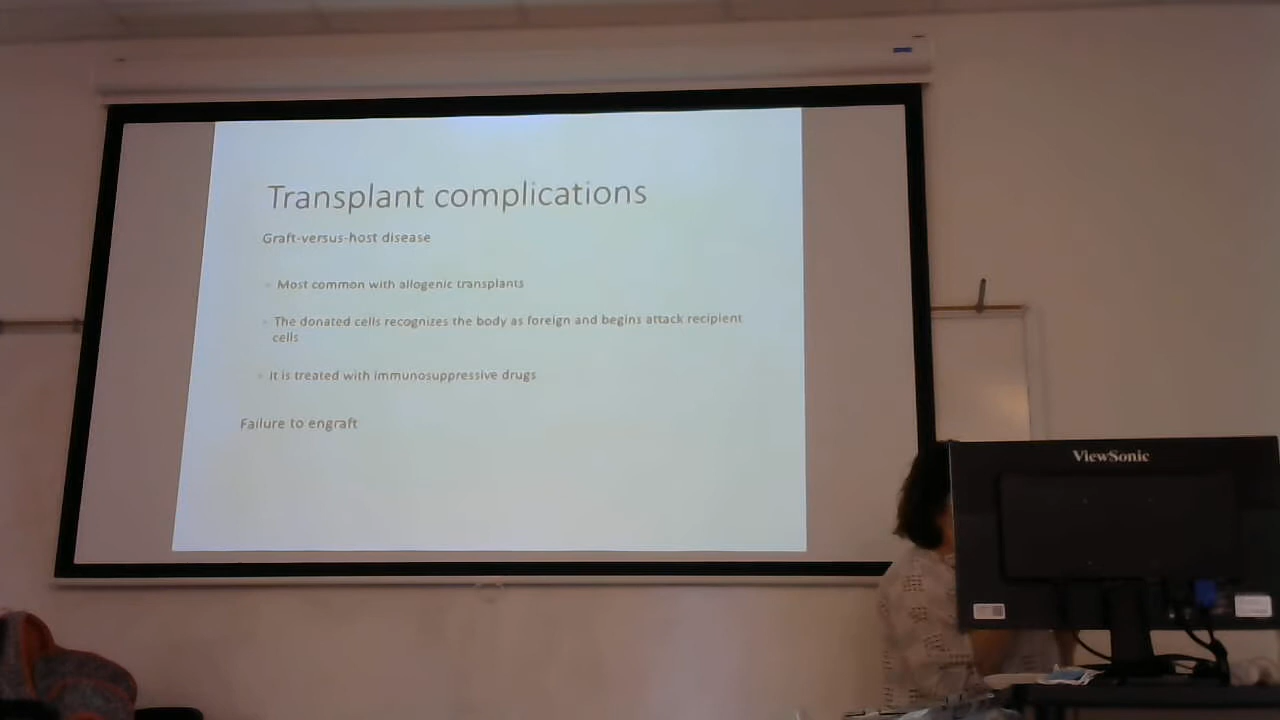 Transplant complications
Graft-versus-host disease
Most common with allogenic transplants
The donated cells recognizes the body as foreign and begins attack recipient
cells
It is treated with immunosuppressive drugs
Failure to engraft
ViewSonic